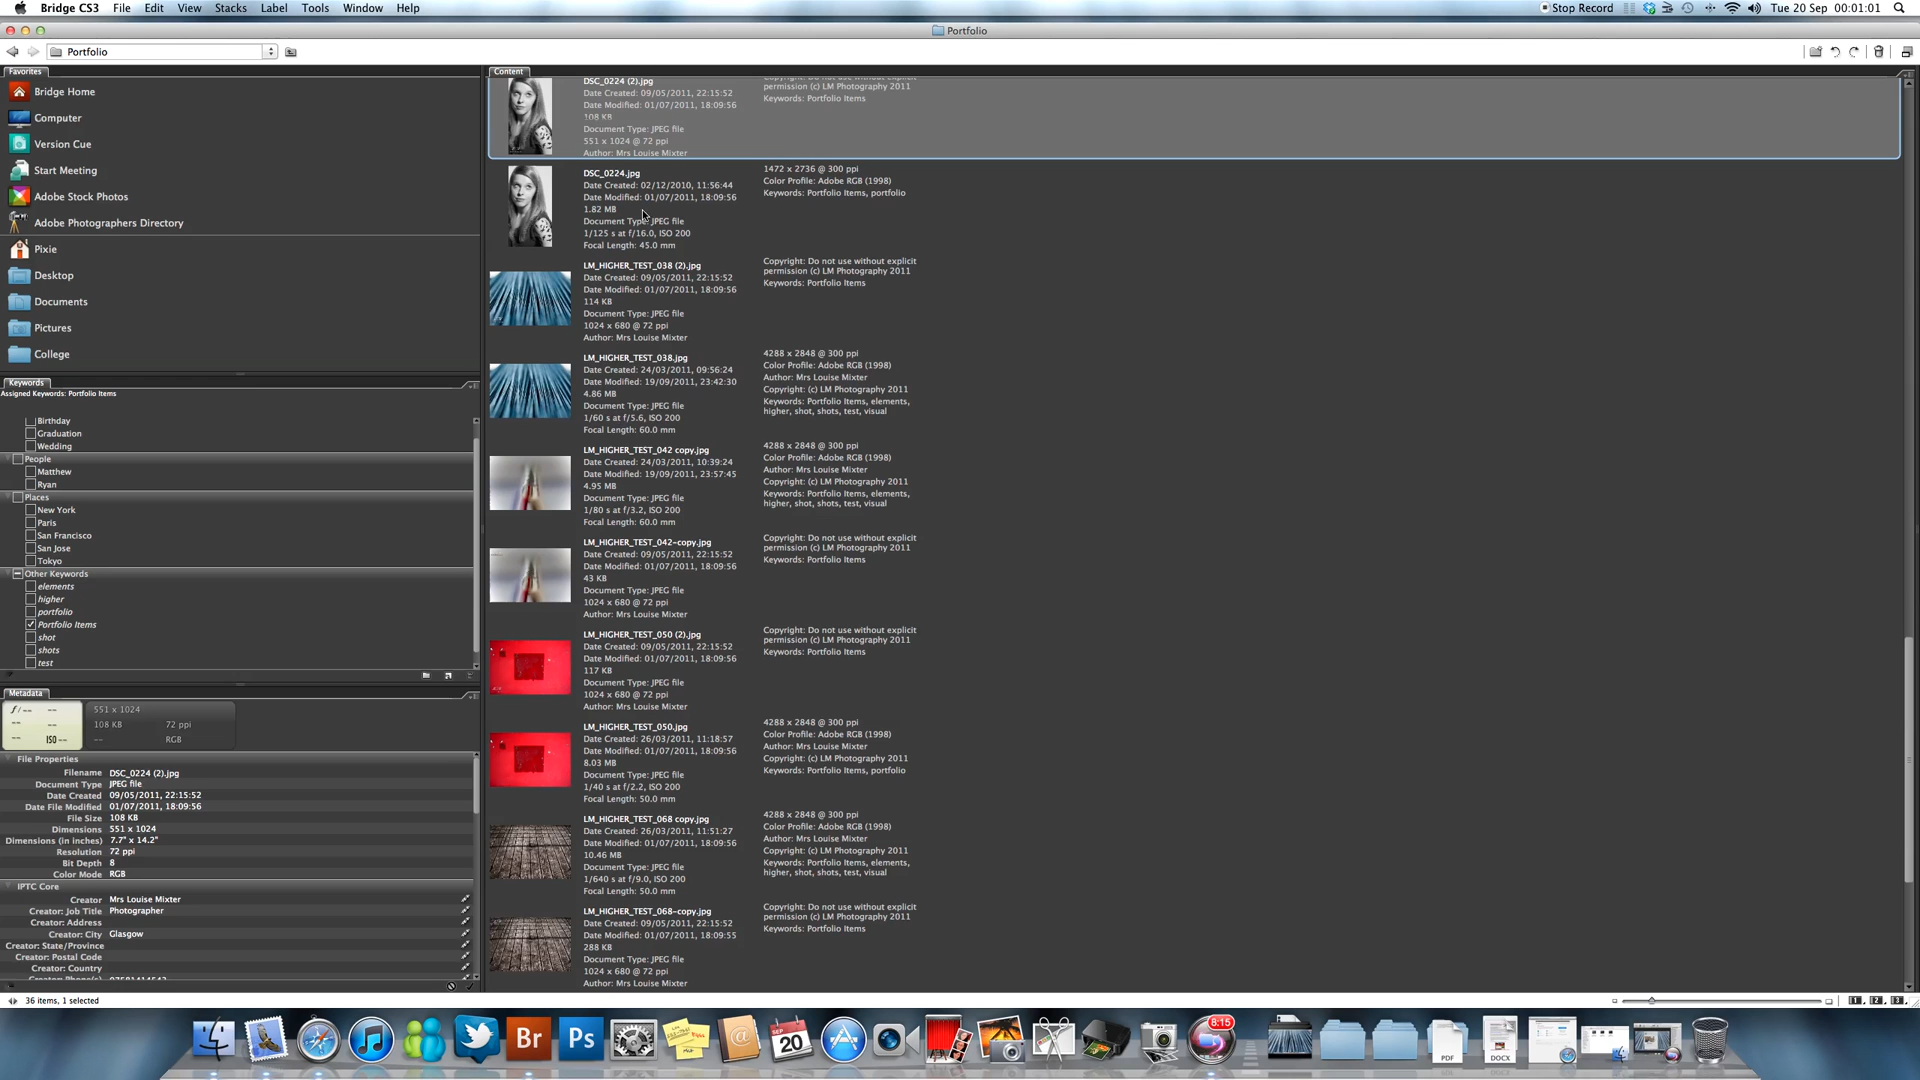 Bridge CS3 File Edit View Stacks Label Tools Window Help
Stop Record Tue 20 Sep 00:01:01
Portfolio
Portfolio
Favorites
Bridge Home
Computer
Version Cue
Start Meeting
Adobe Stock Photos
Adobe Photographers Directory
Pixie
Desktop
Documents
Pictures
College
Keywords
Assigned Keywords: Portfolio Items
Birthday
Graduation
Wedding
People
Matthew
Ryan
Places
New York
Paris
San Francisco
San Jose
Tokyo
Other Keywords
elements
higher
portfolio
Portfolio Items
shot
shots
test
Metadata
f/-- --
-- --
-- ISO--
551 x 1024
108 KB 72 ppi
-- RGB
File Properties
Filename DSC_0224 (2).jpg
Document Type JPEG file
Date Created 09/05/2011, 22:15:52
Date File Modified 01/07/2011, 18:09:56
File Size 108 KB
Dimensions 551 x 1024
Dimensions (in inches) 7.7" x 14.2"
Resolution 72 ppi
Bit Depth 8
Color Mode RGB
IPTC Core
Creator Mrs Louise Mixter
Creator: Job Title Photographer
Creator: Address
Creator: City Glasgow
Creator: State/Province
Creator: Postal Code
Creator: Country
36 items, 1 selected
Content
DSC_0224 (2).jpg
Date Created: 09/05/2011, 22:15:52
Date Modified: 01/07/2011, 18:09:56
108 KB
Document Type: JPEG file
551 x 1024 @ 72 ppi
Author: Mrs Louise Mixter
Copyright: Do not use without explicit
permission (c) LM Photography 2011
Keywords: Portfolio Items
DSC_0224.jpg
Date Created: 02/12/2010, 11:56:44
Date Modified: 01/07/2011, 18:09:56
1.82 MB
Document Type: JPEG file
1/125 s at f/16.0, ISO 200
Focal Length: 45.0 mm
1472 x 2736 @ 300 ppi
Color Profile: Adobe RGB (1998)
Keywords: Portfolio Items, portfolio
LM_HIGHER_TEST_038 (2).jpg
Date Created: 09/05/2011, 22:15:52
Date Modified: 01/07/2011, 18:09:56
114 KB
Document Type: JPEG file
1024 x 680 @ 72 ppi
Author: Mrs Louise Mixter
Copyright: Do not use without explicit
permission (c) LM Photography 2011
Keywords: Portfolio Items
LM_HIGHER_TEST_038.jpg
Date Created: 24/03/2011, 09:56:24
Date Modified: 19/09/2011, 23:42:30
4.86 MB
Document Type: JPEG file
1/60 s at f/5.6, ISO 200
Focal Length: 60.0 mm
4288 x 2848 @ 300 ppi
Color Profile: Adobe RGB (1998)
Author: Mrs Louise Mixter
Copyright: (c) LM Photography 2011
Keywords: Portfolio Items, elements,
higher, shot, shots, test, visual
LM_HIGHER_TEST_042 copy.jpg
Date Created: 24/03/2011, 10:39:24
Date Modified: 19/09/2011, 23:57:45
4.95 MB
Document Type: JPEG file
1/80 s at f/3.2, ISO 200
Focal Length: 60.0 mm
4288 x 2848 @ 300 ppi
Color Profile: Adobe RGB (1998)
Author: Mrs Louise Mixter
Copyright: (c) LM Photography 2011
Keywords: Portfolio Items, elements,
higher, shot, shots, test, visual
LM_HIGHER_TEST_042-copy.jpg
Date Created: 09/05/2011, 22:15:52
Date Modified: 01/07/2011, 18:09:56
43 KB
Document Type: JPEG file
1024 x 680 @ 72 ppi
Author: Mrs Louise Mixter
Copyright: Do not use without explicit
permission (c) LM Photography 2011
Keywords: Portfolio Items
LM_HIGHER_TEST_050 (2).jpg
Date Created: 09/05/2011, 22:15:52
Date Modified: 01/07/2011, 18:09:56
117 KB
Document Type: JPEG file
1024 x 680 @ 72 ppi
Author: Mrs Louise Mixter
Copyright: Do not use without explicit
permission (c) LM Photography 2011
Keywords: Portfolio Items
LM_HIGHER_TEST_050.jpg
Date Created: 26/03/2011, 11:18:57
Date Modified: 01/07/2011, 18:09:56
8.03 MB
Document Type: JPEG file
1/40 s at f/2.2, ISO 200
Focal Length: 50.0 mm
4288 x 2848 @ 300 ppi
Color Profile: Adobe RGB (1998)
Author: Mrs Louise Mixter
Copyright: (c) LM Photography 2011
Keywords: Portfolio Items, portfolio
LM_HIGHER_TEST_068 copy.jpg
Date Created: 26/03/2011, 11:51:27
Date Modified: 01/07/2011, 18:09:56
10.46 MB
Document Type: JPEG file
1/640 s at f/9.0, ISO 200
Focal Length: 50.0 mm
4288 x 2848 @ 300 ppi
Color Profile: Adobe RGB (1998)
Author: Mrs Louise Mixter
Copyright: (c) LM Photography 2011
Keywords: Portfolio Items, elements,
higher, shot, shots, test, visual
LM_HIGHER_TEST_068-copy.jpg
Date Created: 09/05/2011, 22:15:52
Date Modified: 01/07/2011, 18:09:55
288 KB
Document Type: JPEG file
1024 x 680 @ 72 ppi
Author: Mrs Louise Mixter
Copyright: Do not use without explicit
permission (c) LM Photography 2011
Keywords: Portfolio Items
1 2 3
Br Ps SEP 20 8:15 PDF DOCX